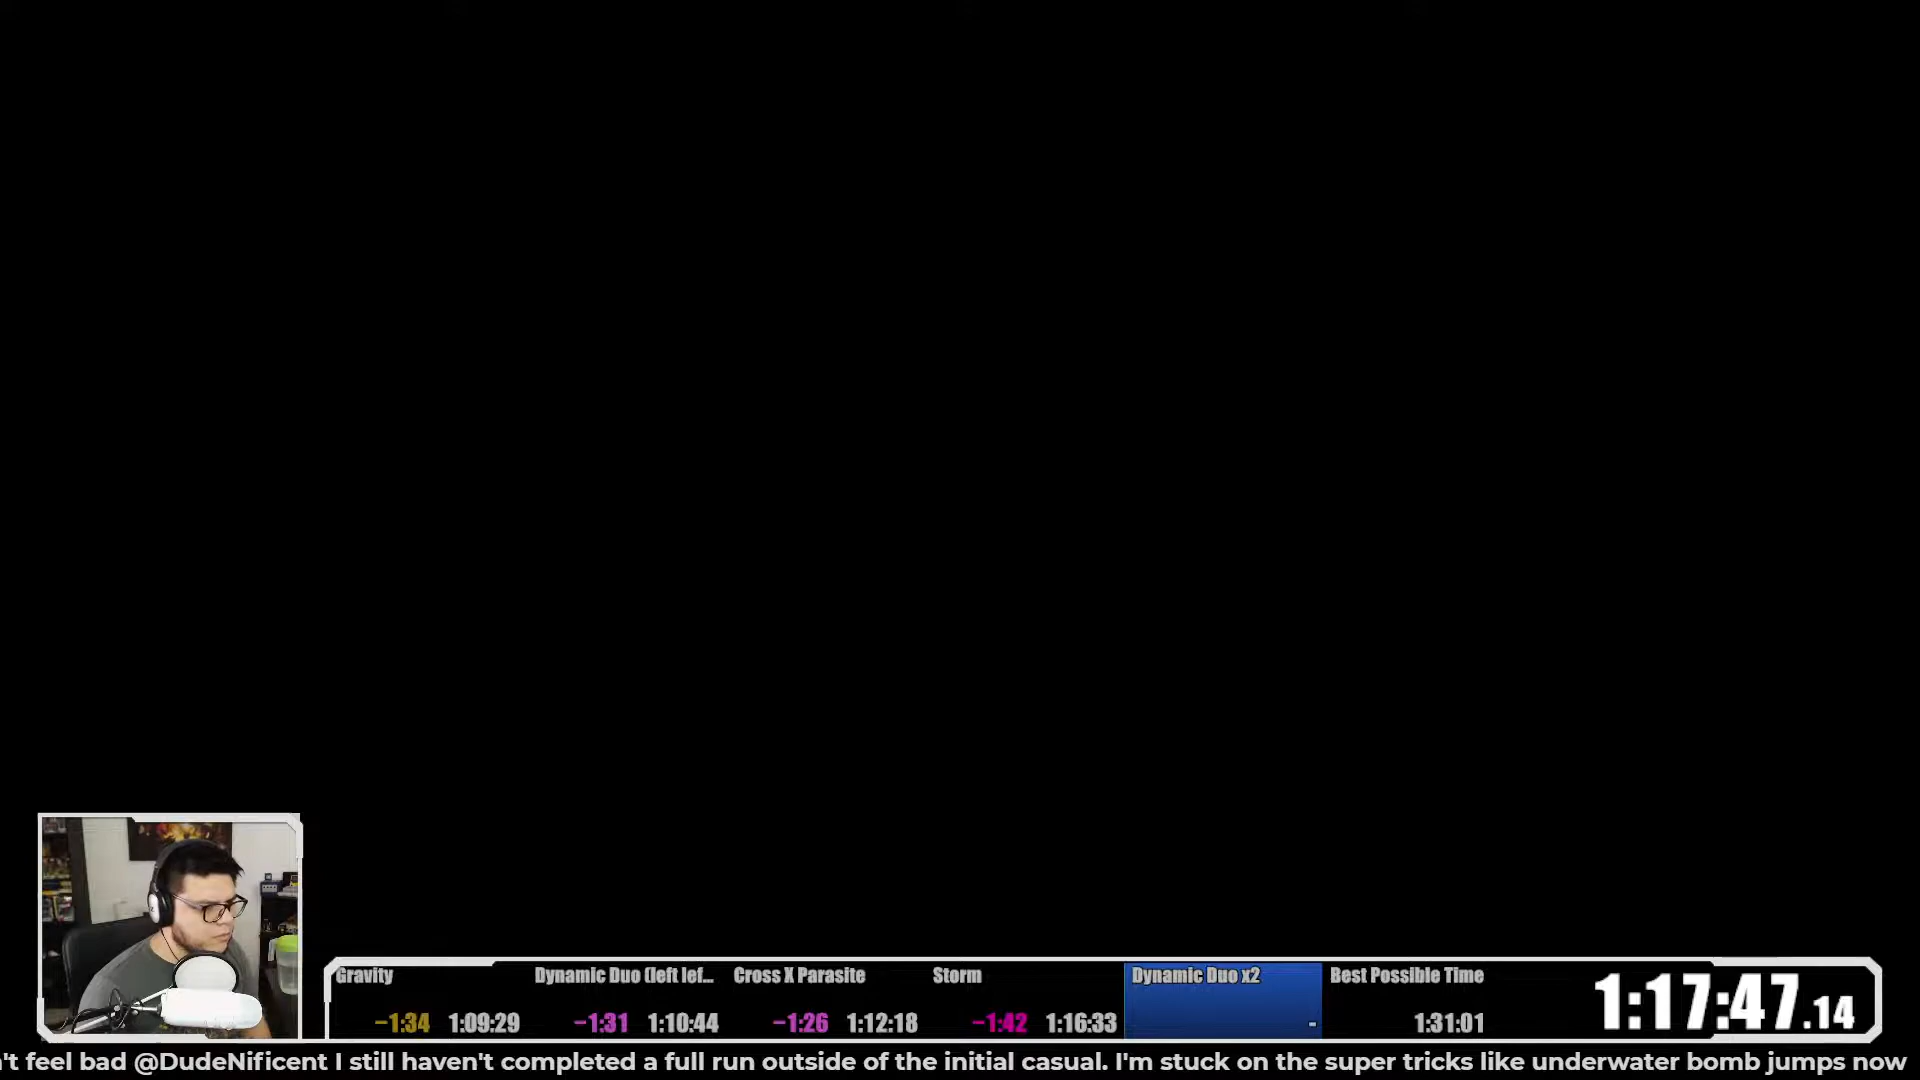 Gravity Dynamic Duo (left lef... Cross X Parasite Storm Dynamic Duo x2 Best Possible Time
−1:34 1:09:29 −1:31 1:10:44 −1:26 1:12:18 −1:42 1:16:33 - 1:31:01 1:17:47.14
't feel bad @DudeNificent I still haven't completed a full run outside of the initial casual. I'm stuck on the super tricks like underwater bomb jumps now